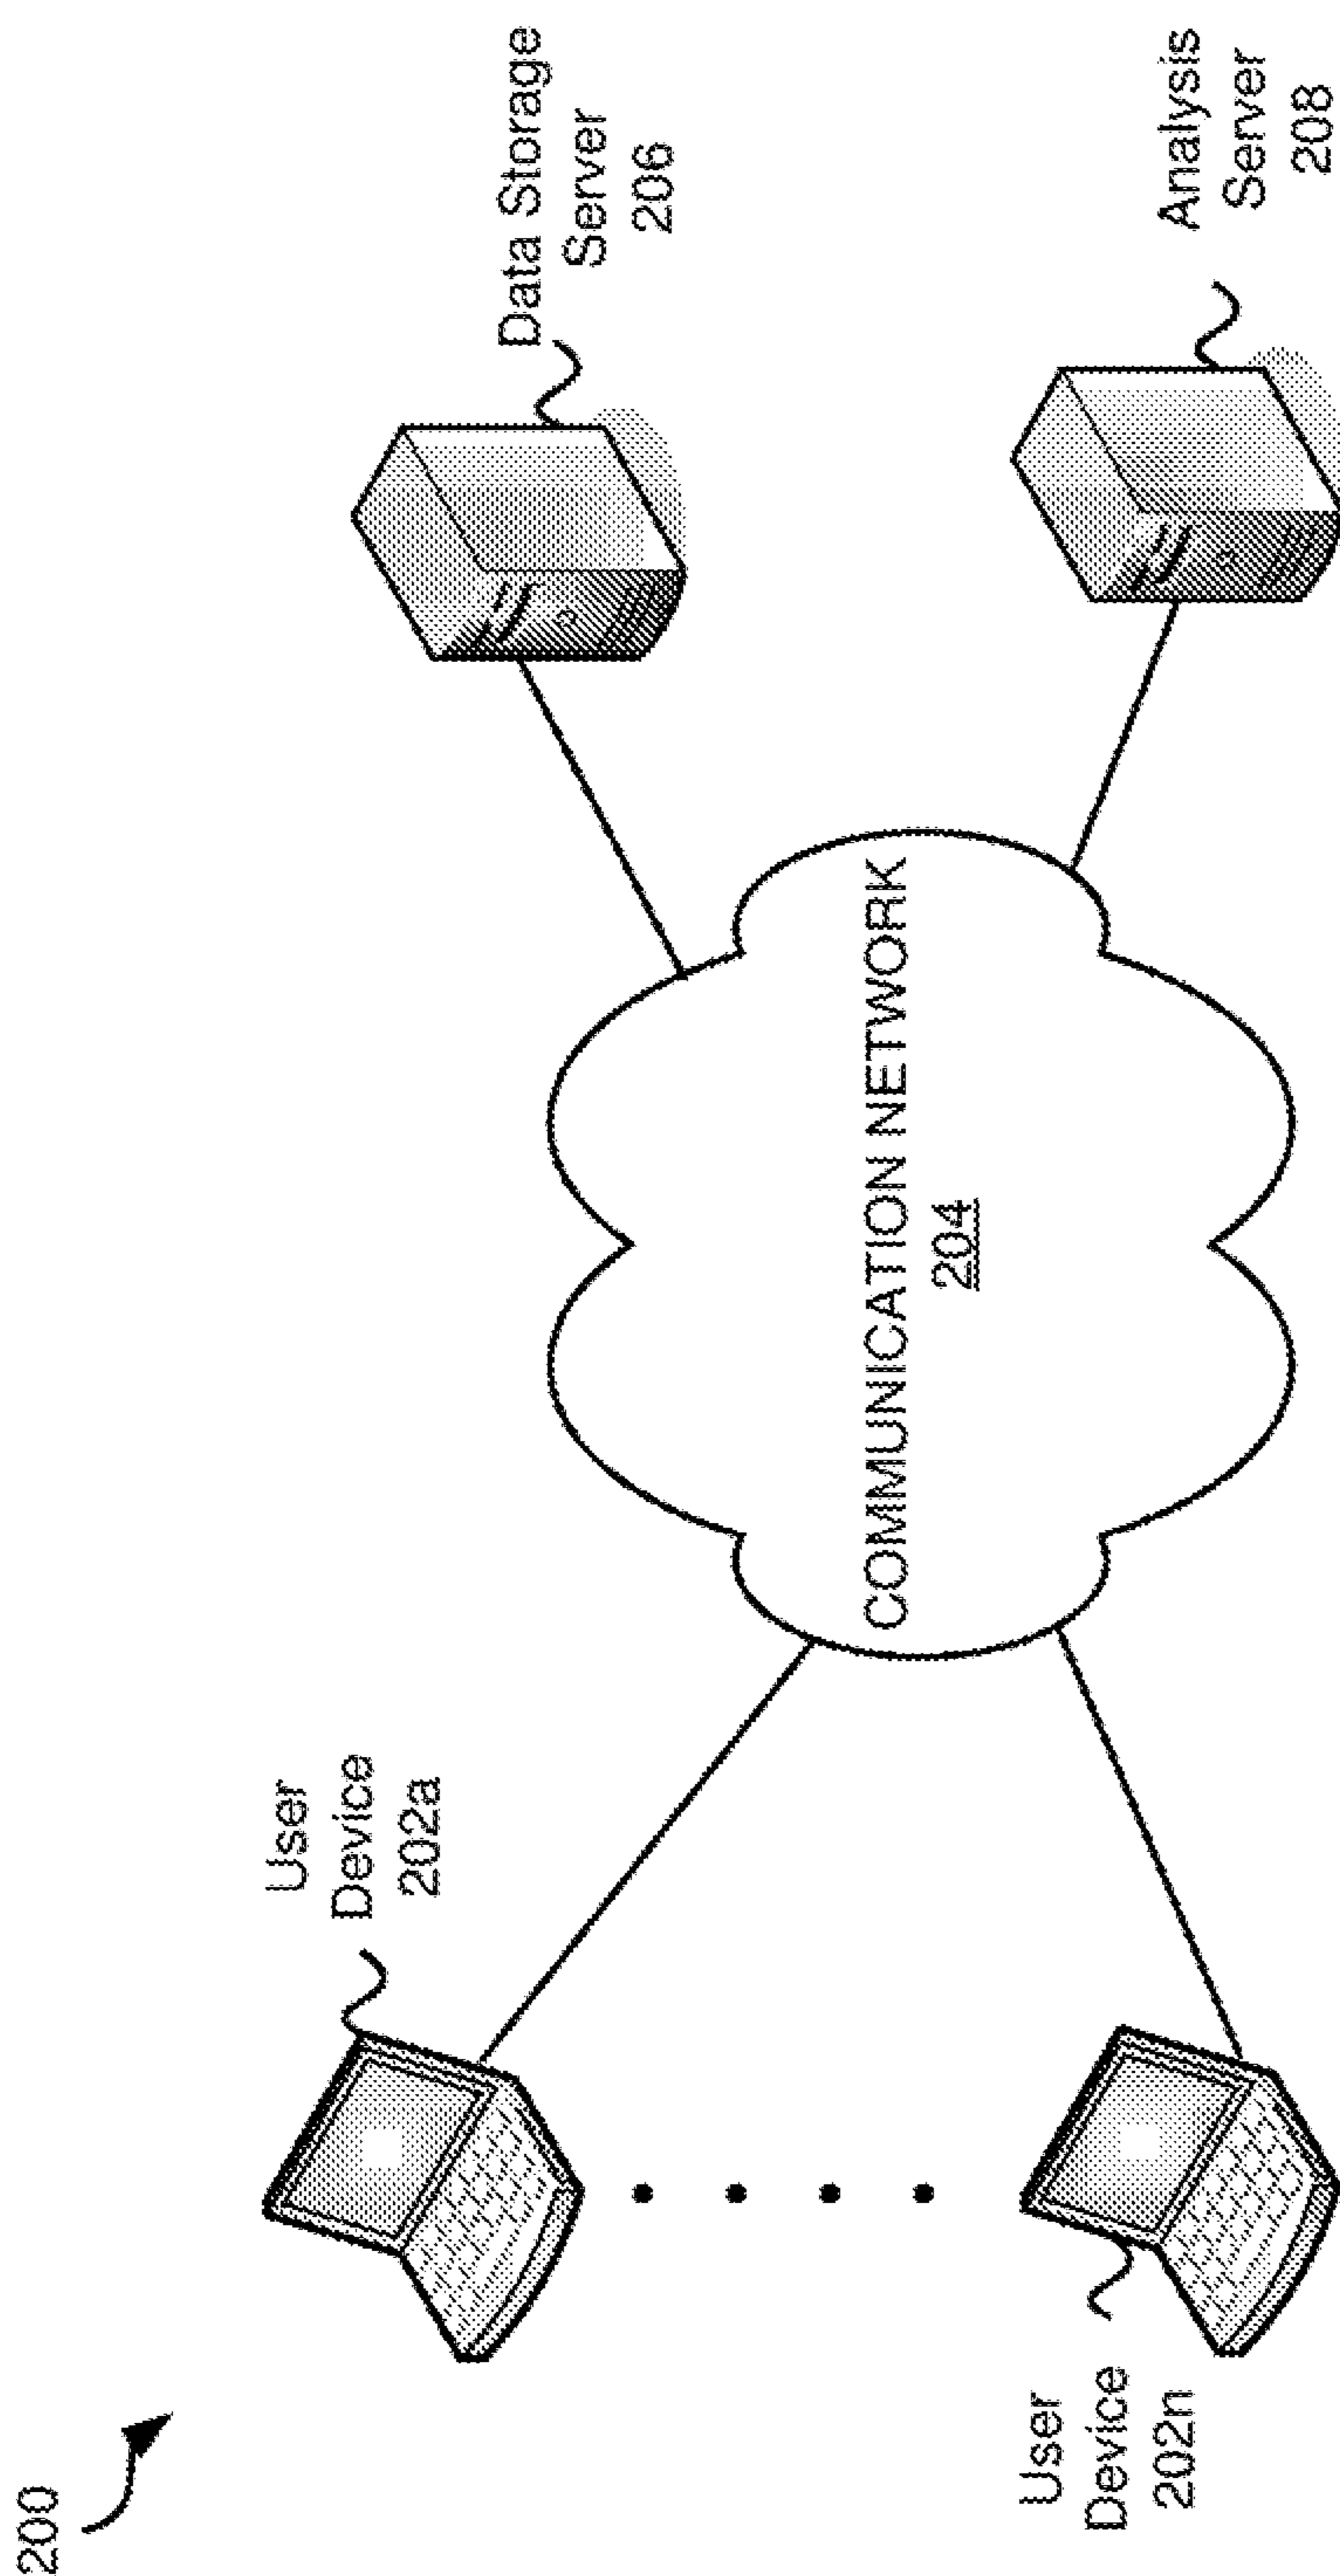 200
User
Device
202a
User
Device
202n
COMMUNICATION NETWORK
204
Data Storage
Server
206
Analysis
Server
208